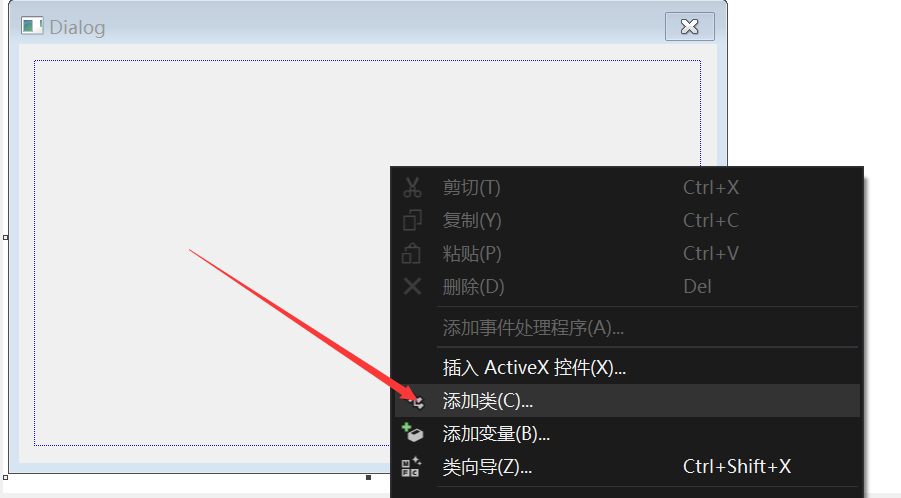 Dialog
剪切(T) Ctrl+X
复制(Y) Ctrl+C
粘贴(P) Ctrl+V
删除(D) Del
添加事件处理程序(A)...
插入 ActiveX 控件(X)...
添加类(C)...
添加变量(B)...
类向导(Z)... Ctrl+Shift+X